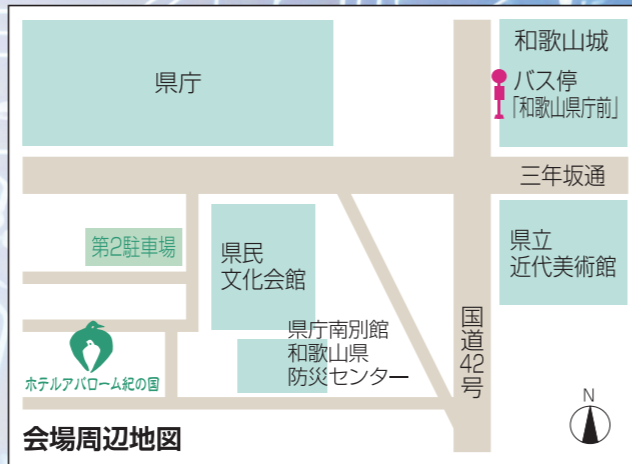 県庁
和歌山城
バス停
「和歌山県庁前」
三年坂通
第2駐車場
県民
文化会館
県立
近代美術館
県庁南別館
和歌山県
防災センター
国道42号
ホテルアバローム紀の国
N
会場周辺地図